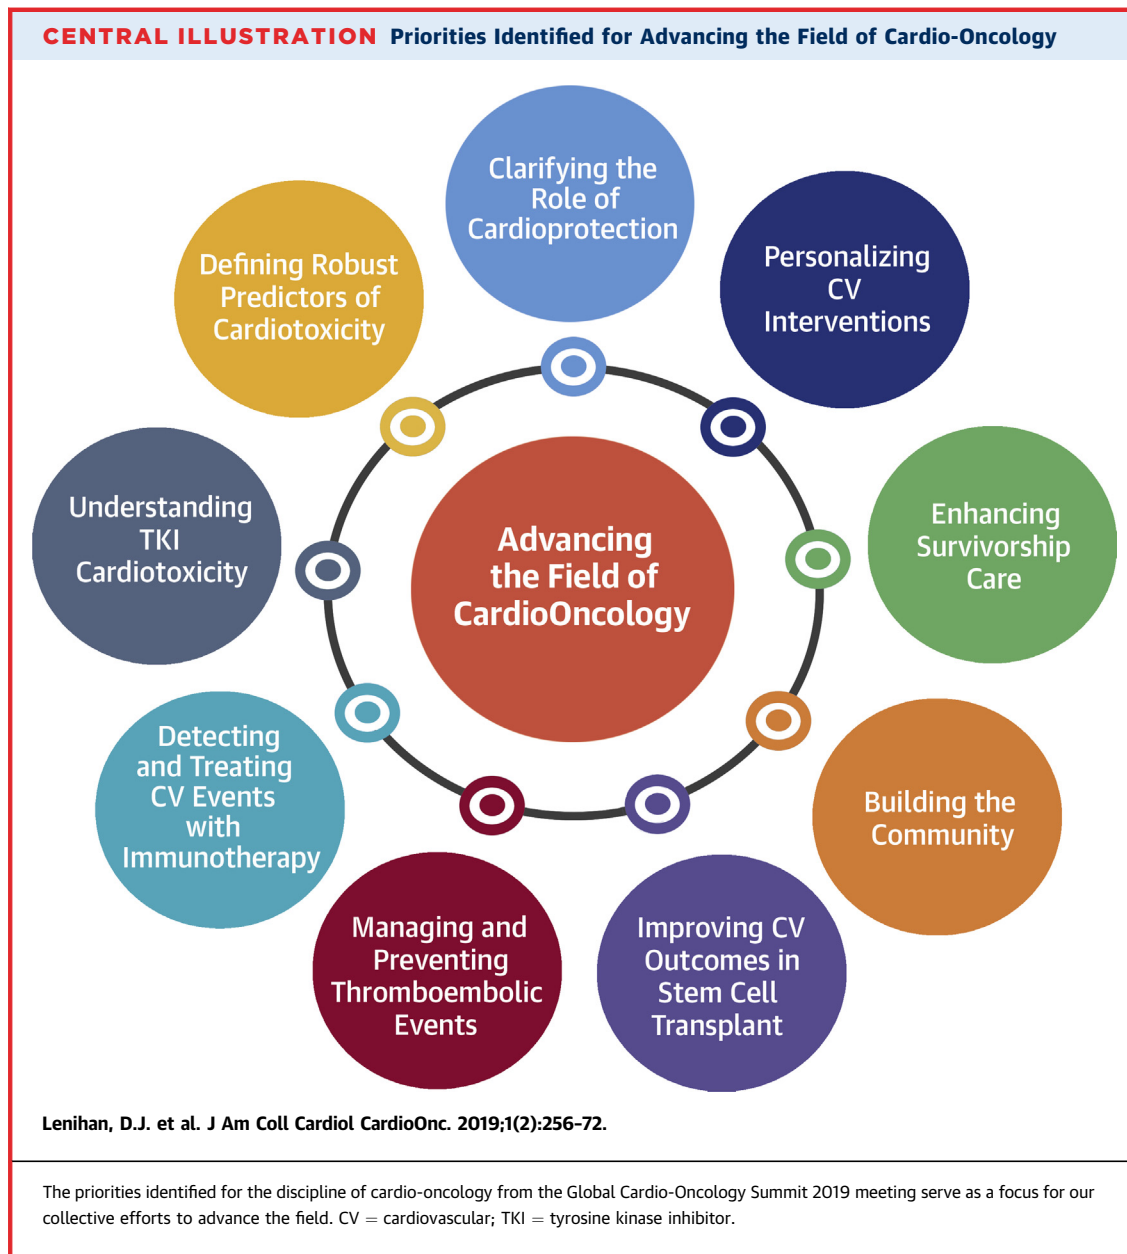 CENTRAL ILLUSTRATION Priorities Identified for Advancing the Field of Cardio-Oncology
Clarifying the
Role of
Cardioprotection
Personalizing
CV
Interventions
Enhancing
Survivorship
Care
Building the
Community
Improving CV
Outcomes in
Stem Cell
Transplant
Managing and
Preventing
Thromboembolic
Events
Detecting
and Treating
CV Events
with
Immunotherapy
Understanding
TKI
Cardiotoxicity
Defining Robust
Predictors of
Cardiotoxicity
Advancing
the Field of
CardioOncology
Lenihan, D.J. et al. J Am Coll Cardiol CardioOnc. 2019;1(2):256–72.
The priorities identified for the discipline of cardio-oncology from the Global Cardio-Oncology Summit 2019 meeting serve as a focus for our
collective efforts to advance the field. CV = cardiovascular; TKI = tyrosine kinase inhibitor.